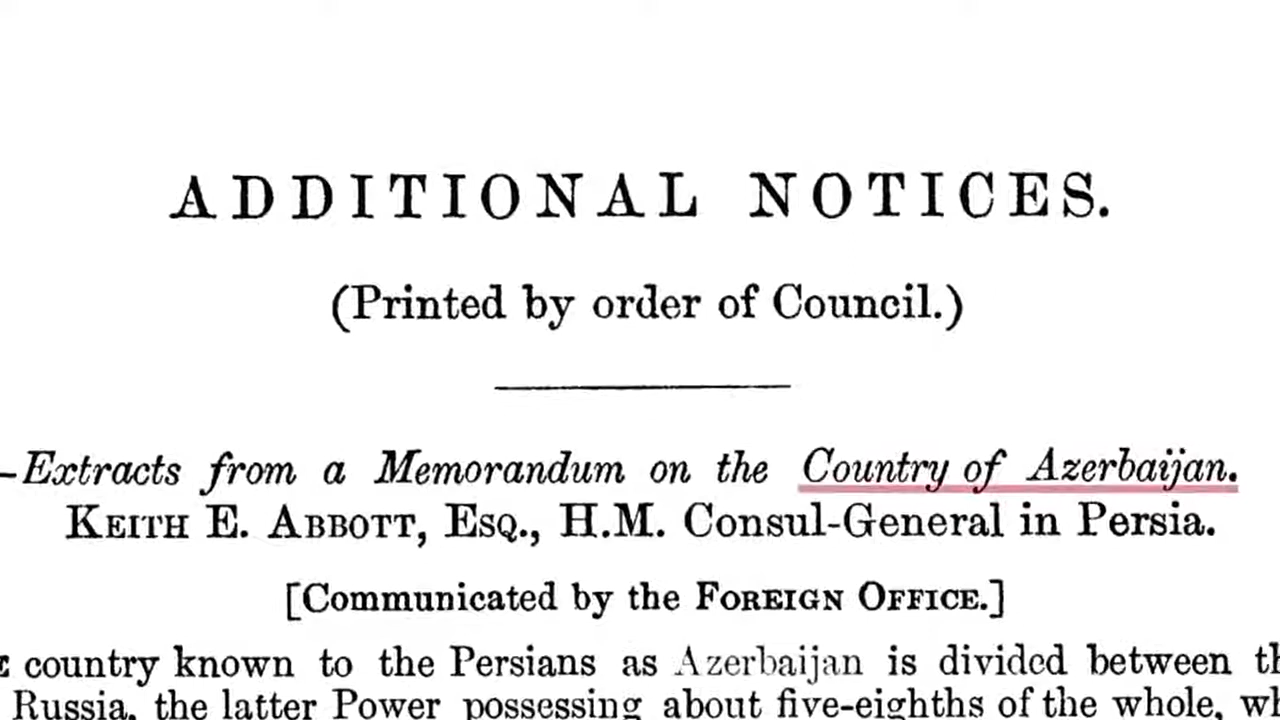 ADDITIONAL NOTICES.
(Printed by order of Council.)
—Extracts from a Memorandum on the Country of Azerbaijan.
KEITH E. ABBOTT, ESQ., H.M. Consul-General in Persia.
[Communicated by the FOREIGN OFFICE.]
country known to the Persians as Azerbaijan is divided between
Russia, the latter Power possessing about five-eighths of the whole,